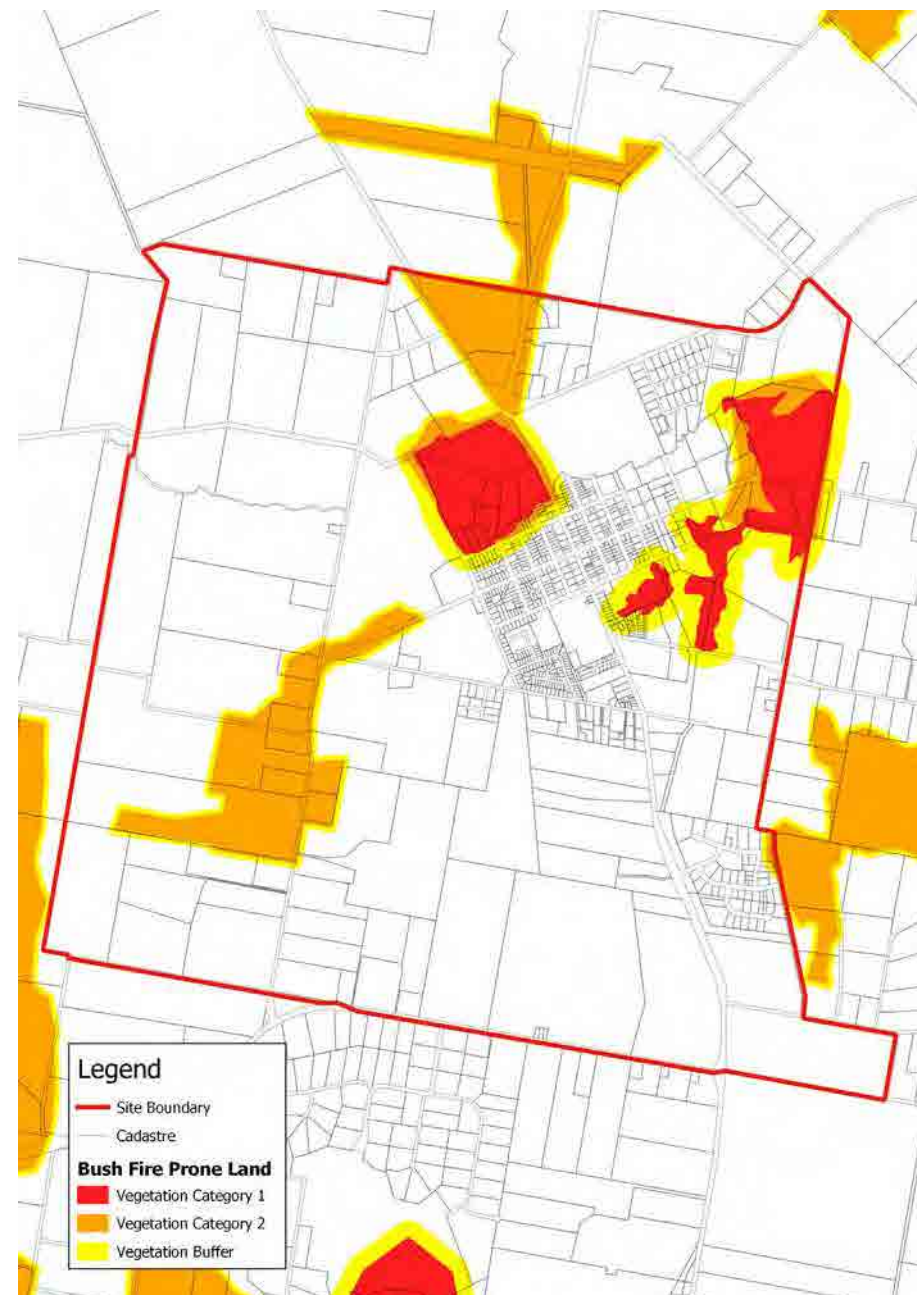 Legend
Site Boundary
Cadastre
Bush Fire Prone Land
Vegetation Category 1
Vegetation Category 2
Vegetation Buffer